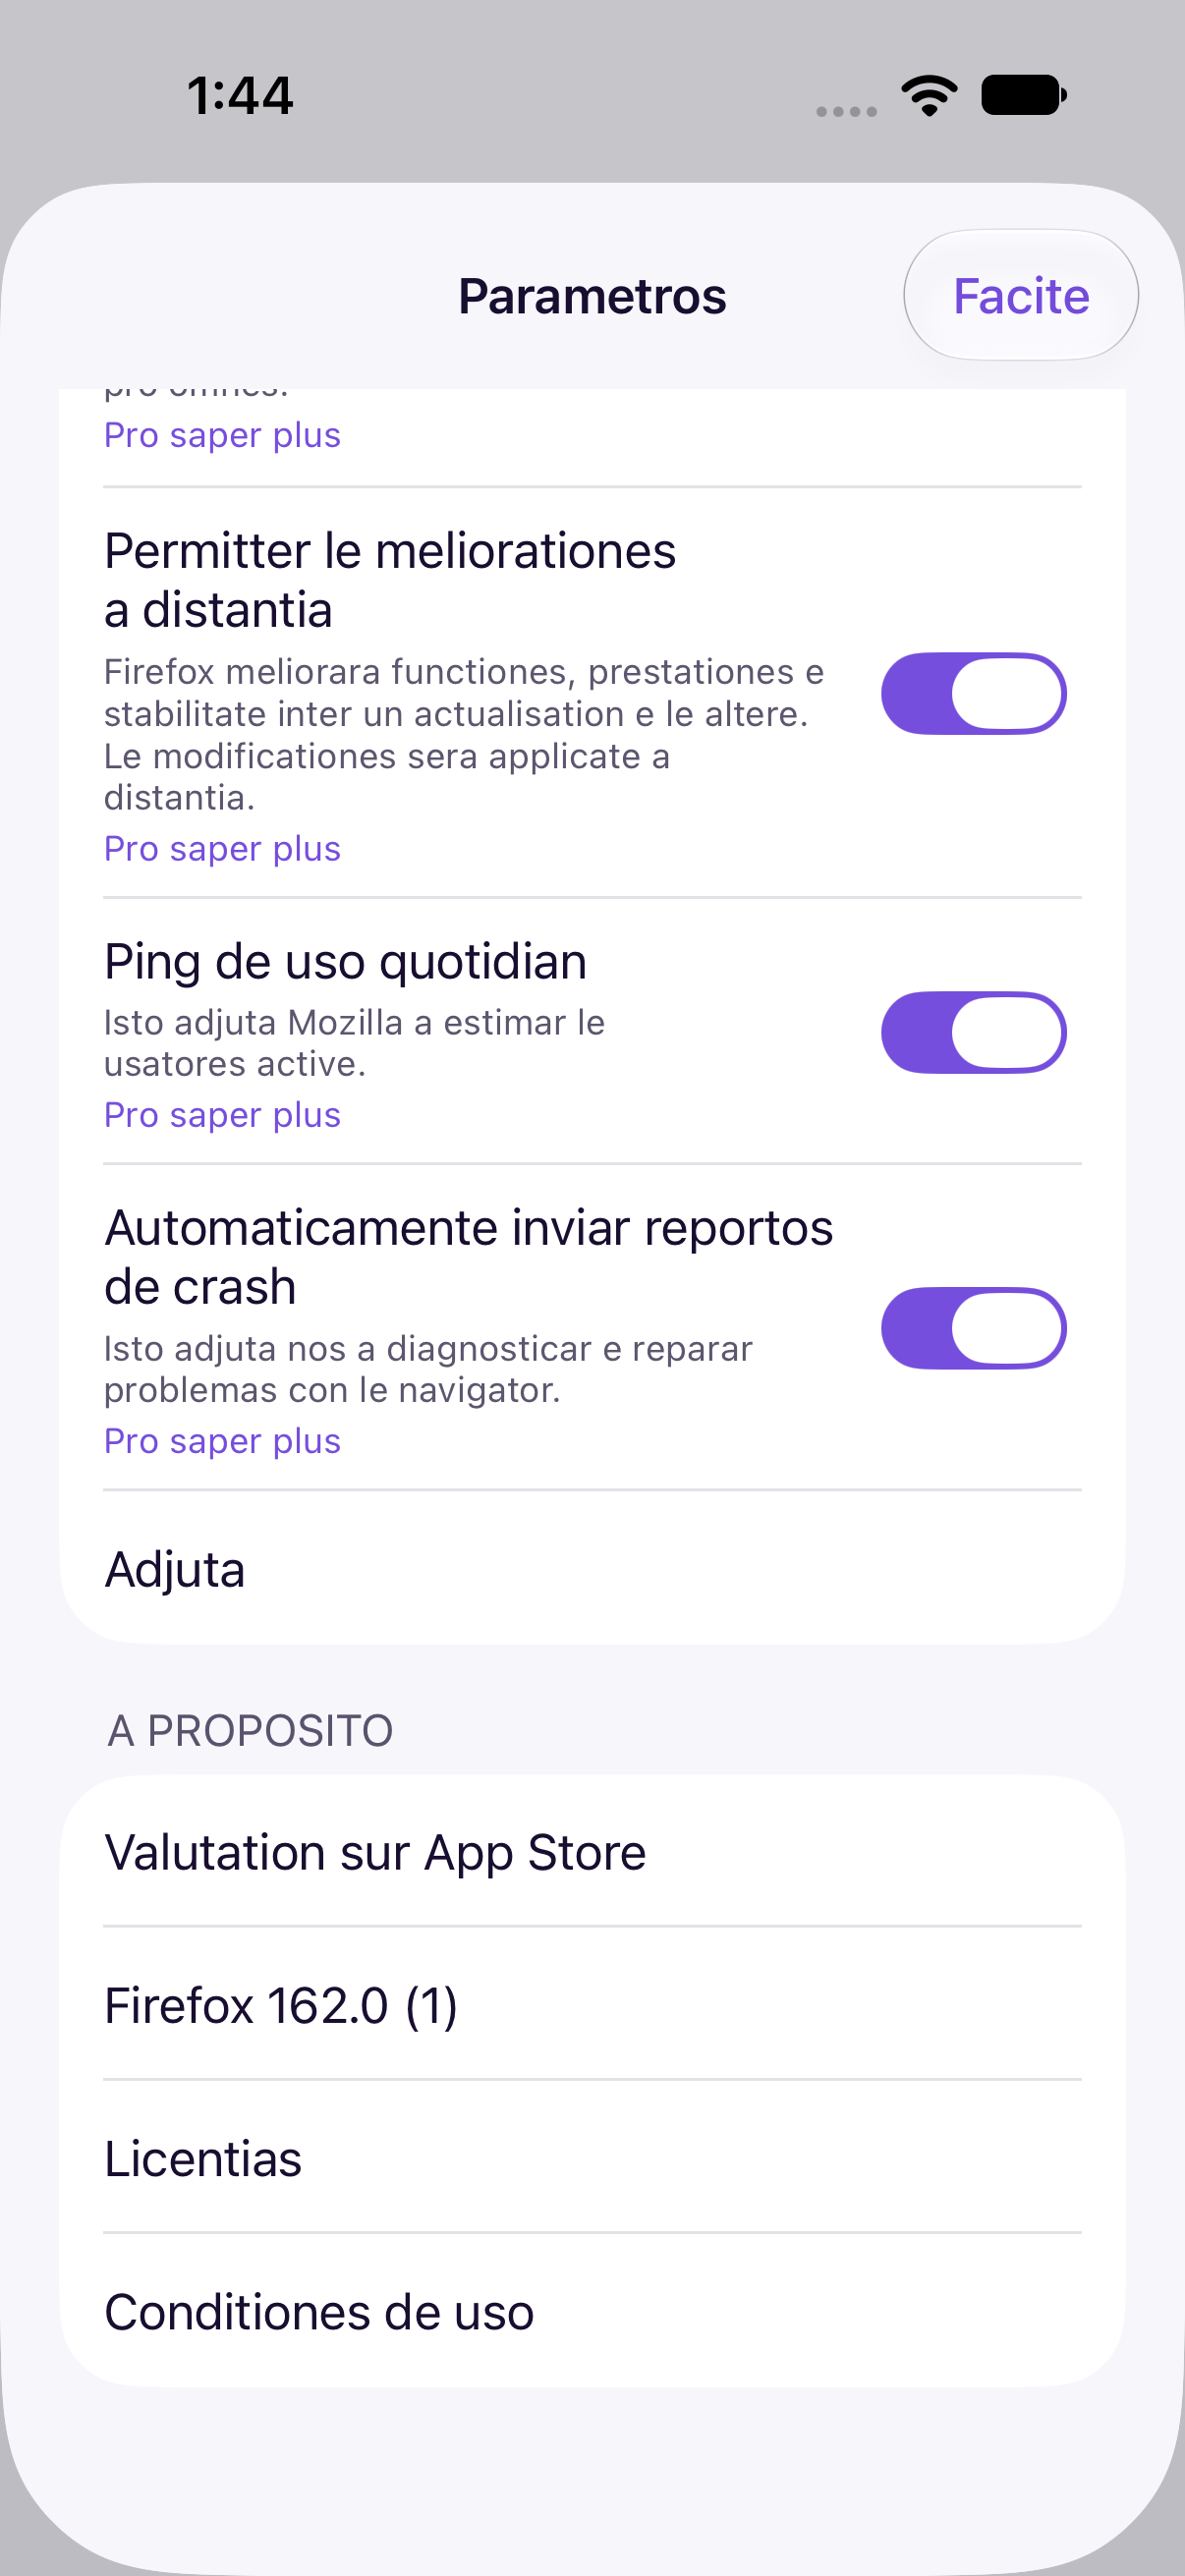 1:44
Parametros
Facite
pro omnes.
Pro saper plus
Permitter le meliorationes
a distantia
Firefox meliorara functiones, prestationes e
stabilitate inter un actualisation e le altere.
Le modificationes sera applicate a
distantia.
Pro saper plus
Ping de uso quotidian
Isto adjuta Mozilla a estimar le
usatores active.
Pro saper plus
Automaticamente inviar reportos
de crash
Isto adjuta nos a diagnosticar e reparar
problemas con le navigator.
Pro saper plus
Adjuta
A PROPOSITO
Valutation sur App Store
Firefox 162.0 (1)
Licentias
Conditiones de uso